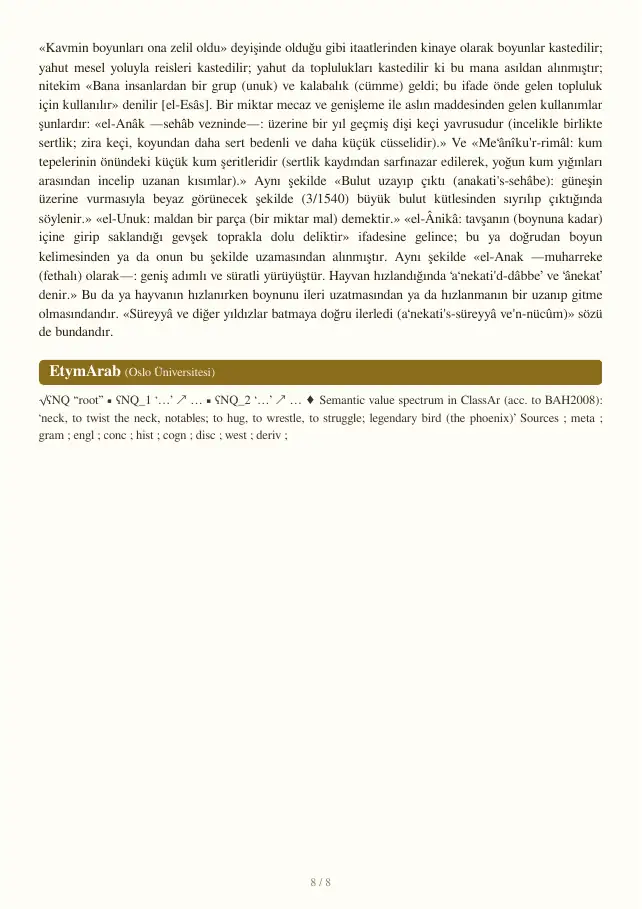 «Kavmin boyunları ona zelil oldu» deyişinde olduğu gibi itaatlerinden kinaye olarak boyunlar kastedilir;
yahut mesel yoluyla reisleri kastedilir; yahut da toplulukları kastedilir ki bu mana asıldan alınmıştır;
nitekim «Bana insanlardan bir grup (unuk) ve kalabalık (cümme) geldi; bu ifade önde gelen topluluk
için kullanılır» denilir [el-Esâs]. Bir miktar mecaz ve genişleme ile aslın maddesinden gelen kullanımlar
şunlardır: «el-Anâk —sehâb vezninde—: üzerine bir yıl geçmiş dişi keçi yavrusudur (incelikle birlikte
sertlik; zira keçi, koyundan daha sert bedenli ve daha küçük cüsselidir).» Ve «Me'ânîku'r-rimâl: kum
tepelerinin önündeki küçük kum şeritleridir (sertlik kaydından sarfınazar edilerek, yoğun kum yığınları
arasından incelip uzanan kısımlar).» Aynı şekilde «Bulut uzayıp çıktı (anakati's-sehâbe): güneşin
üzerine vurmasıyla beyaz görünecek şekilde (3/1540) büyük bulut kütlesinden sıyrılıp çıktığında
söylenir.» «el-Unuk: maldan bir parça (bir miktar mal) demektir.» «el-Ânikâ: tavşanın (boynuna kadar)
içine girip saklandığı gevşek toprakla dolu deliktir» ifadesine gelince; bu ya doğrudan boyun
kelimesinden ya da onun bu şekilde uzamasından alınmıştır. Aynı şekilde «el-Anak —muharreke
(fethalı) olarak—: geniş adımlı ve süratli yürüyüştür. Hayvan hızlandığında ‘a‘nekati'd-dâbbe’ ve ‘ânekat’
denir.» Bu da ya hayvanın hızlanırken boynunu ileri uzatmasından ya da hızlanmanın bir uzanıp gitme
olmasındandır. «Süreyyâ ve diğer yıldızlar batmaya doğru ilerledi (a‘nekati's-süreyyâ ve'n-nücûm)» sözü
de bundandır.
EtymArab (Oslo Üniversitesi)
√ʕNQ “root” ▪ ʕNQ_1 ‘…’ ↗ … ▪ ʕNQ_2 ‘…’ ↗ … ♦ Semantic value spectrum in ClassAr (acc. to BAH2008):
‘neck, to twist the neck, notables; to hug, to wrestle, to struggle; legendary bird (the phoenix)’ Sources ; meta ;
gram ; engl ; conc ; hist ; cogn ; disc ; west ; deriv ;
8 / 8